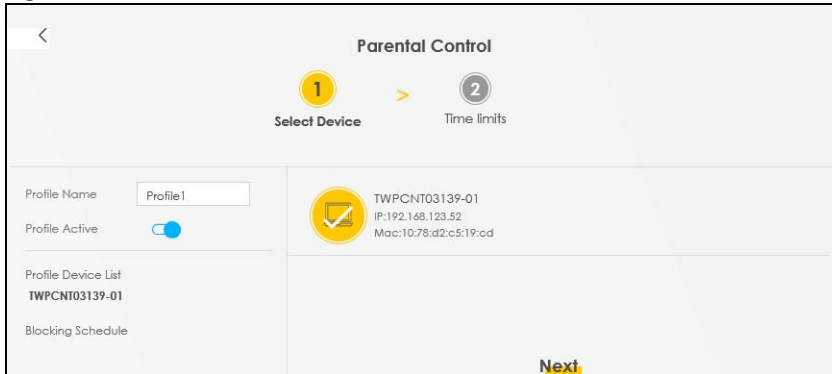 Parental Control
1
>
2
Select Device
Time limits
Profile Name
Profile1
Profile Active
Profile Device List
TWPCNT03139-01
Blocking Schedule
TWPCNT03139-01
IP:192.168.123.52
Mac:10:78:d2:c5:19:cd
Next